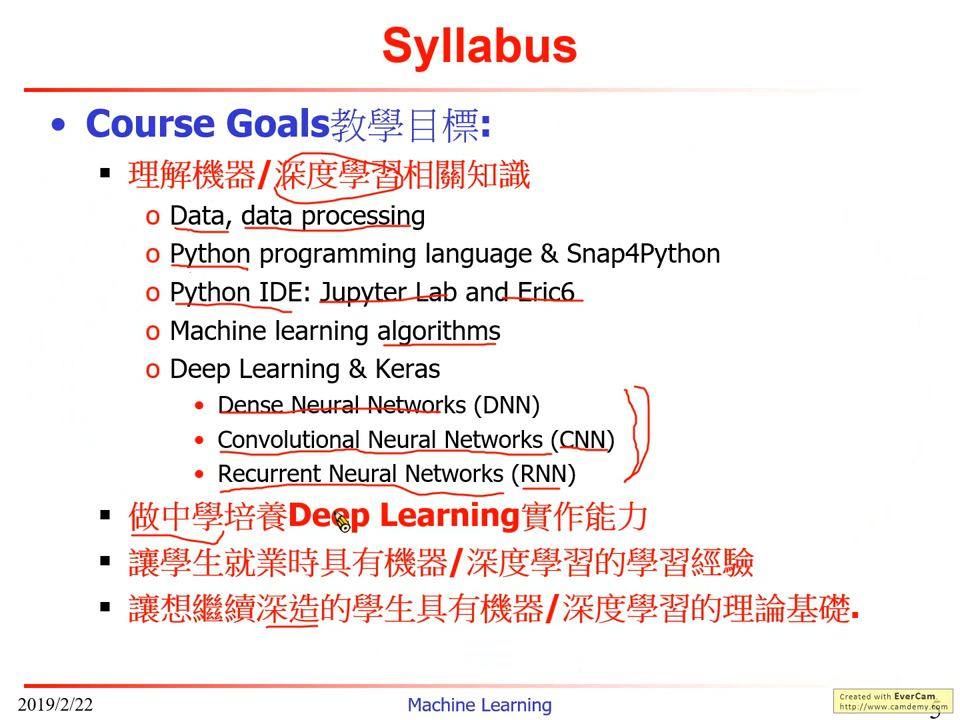 Syllabus
• Course Goals教學目標:
▪ 理解機器/深度學習相關知識
o Data, data processing
o Python programming language & Snap4Python
o Python IDE: Jupyter Lab and Eric6
o Machine learning algorithms
o Deep Learning & Keras
• Dense Neural Networks (DNN)
• Convolutional Neural Networks (CNN)
• Recurrent Neural Networks (RNN)
▪ 做中學培養Deep Learning實作能力
▪ 讓學生就業時具有機器/深度學習的學習經驗
▪ 讓想繼續深造的學生具有機器/深度學習的理論基礎.
2019/2/22
Machine Learning
Created with EverCam.
http://www.camdemy.com